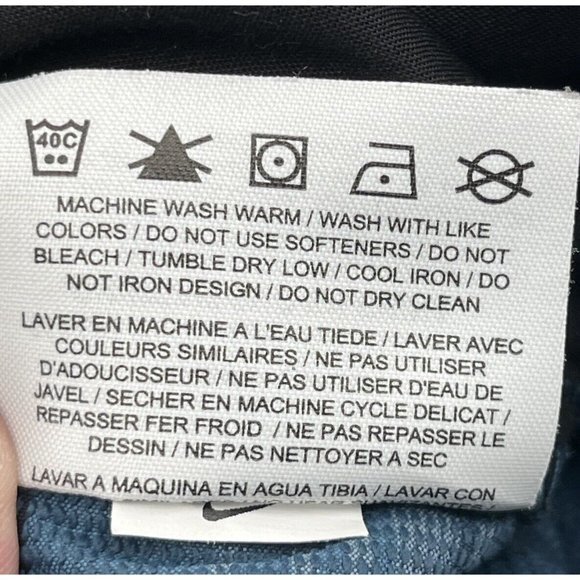 40C
MACHINE WASH WARM / WASH WITH LIKE
COLORS / DO NOT USE SOFTENERS / DO NOT
BLEACH / TUMBLE DRY LOW / COOL IRON / DO
NOT IRON DESIGN / DO NOT DRY CLEAN
LAVER EN MACHINE A L'EAU TIEDE / LAVER AVEC
COULEURS SIMILAIRES / NE PAS UTILISER
D'ADOUCISSEUR / NE PAS UTILISER D'EAU DE
JAVEL / SECHER EN MACHINE CYCLE DELICAT /
REPASSER FER FROID / NE PAS REPASSER LE
DESSIN / NE PAS NETTOYER A SEC
LAVAR A MAQUINA EN AGUA TIBIA / LAVAR CON